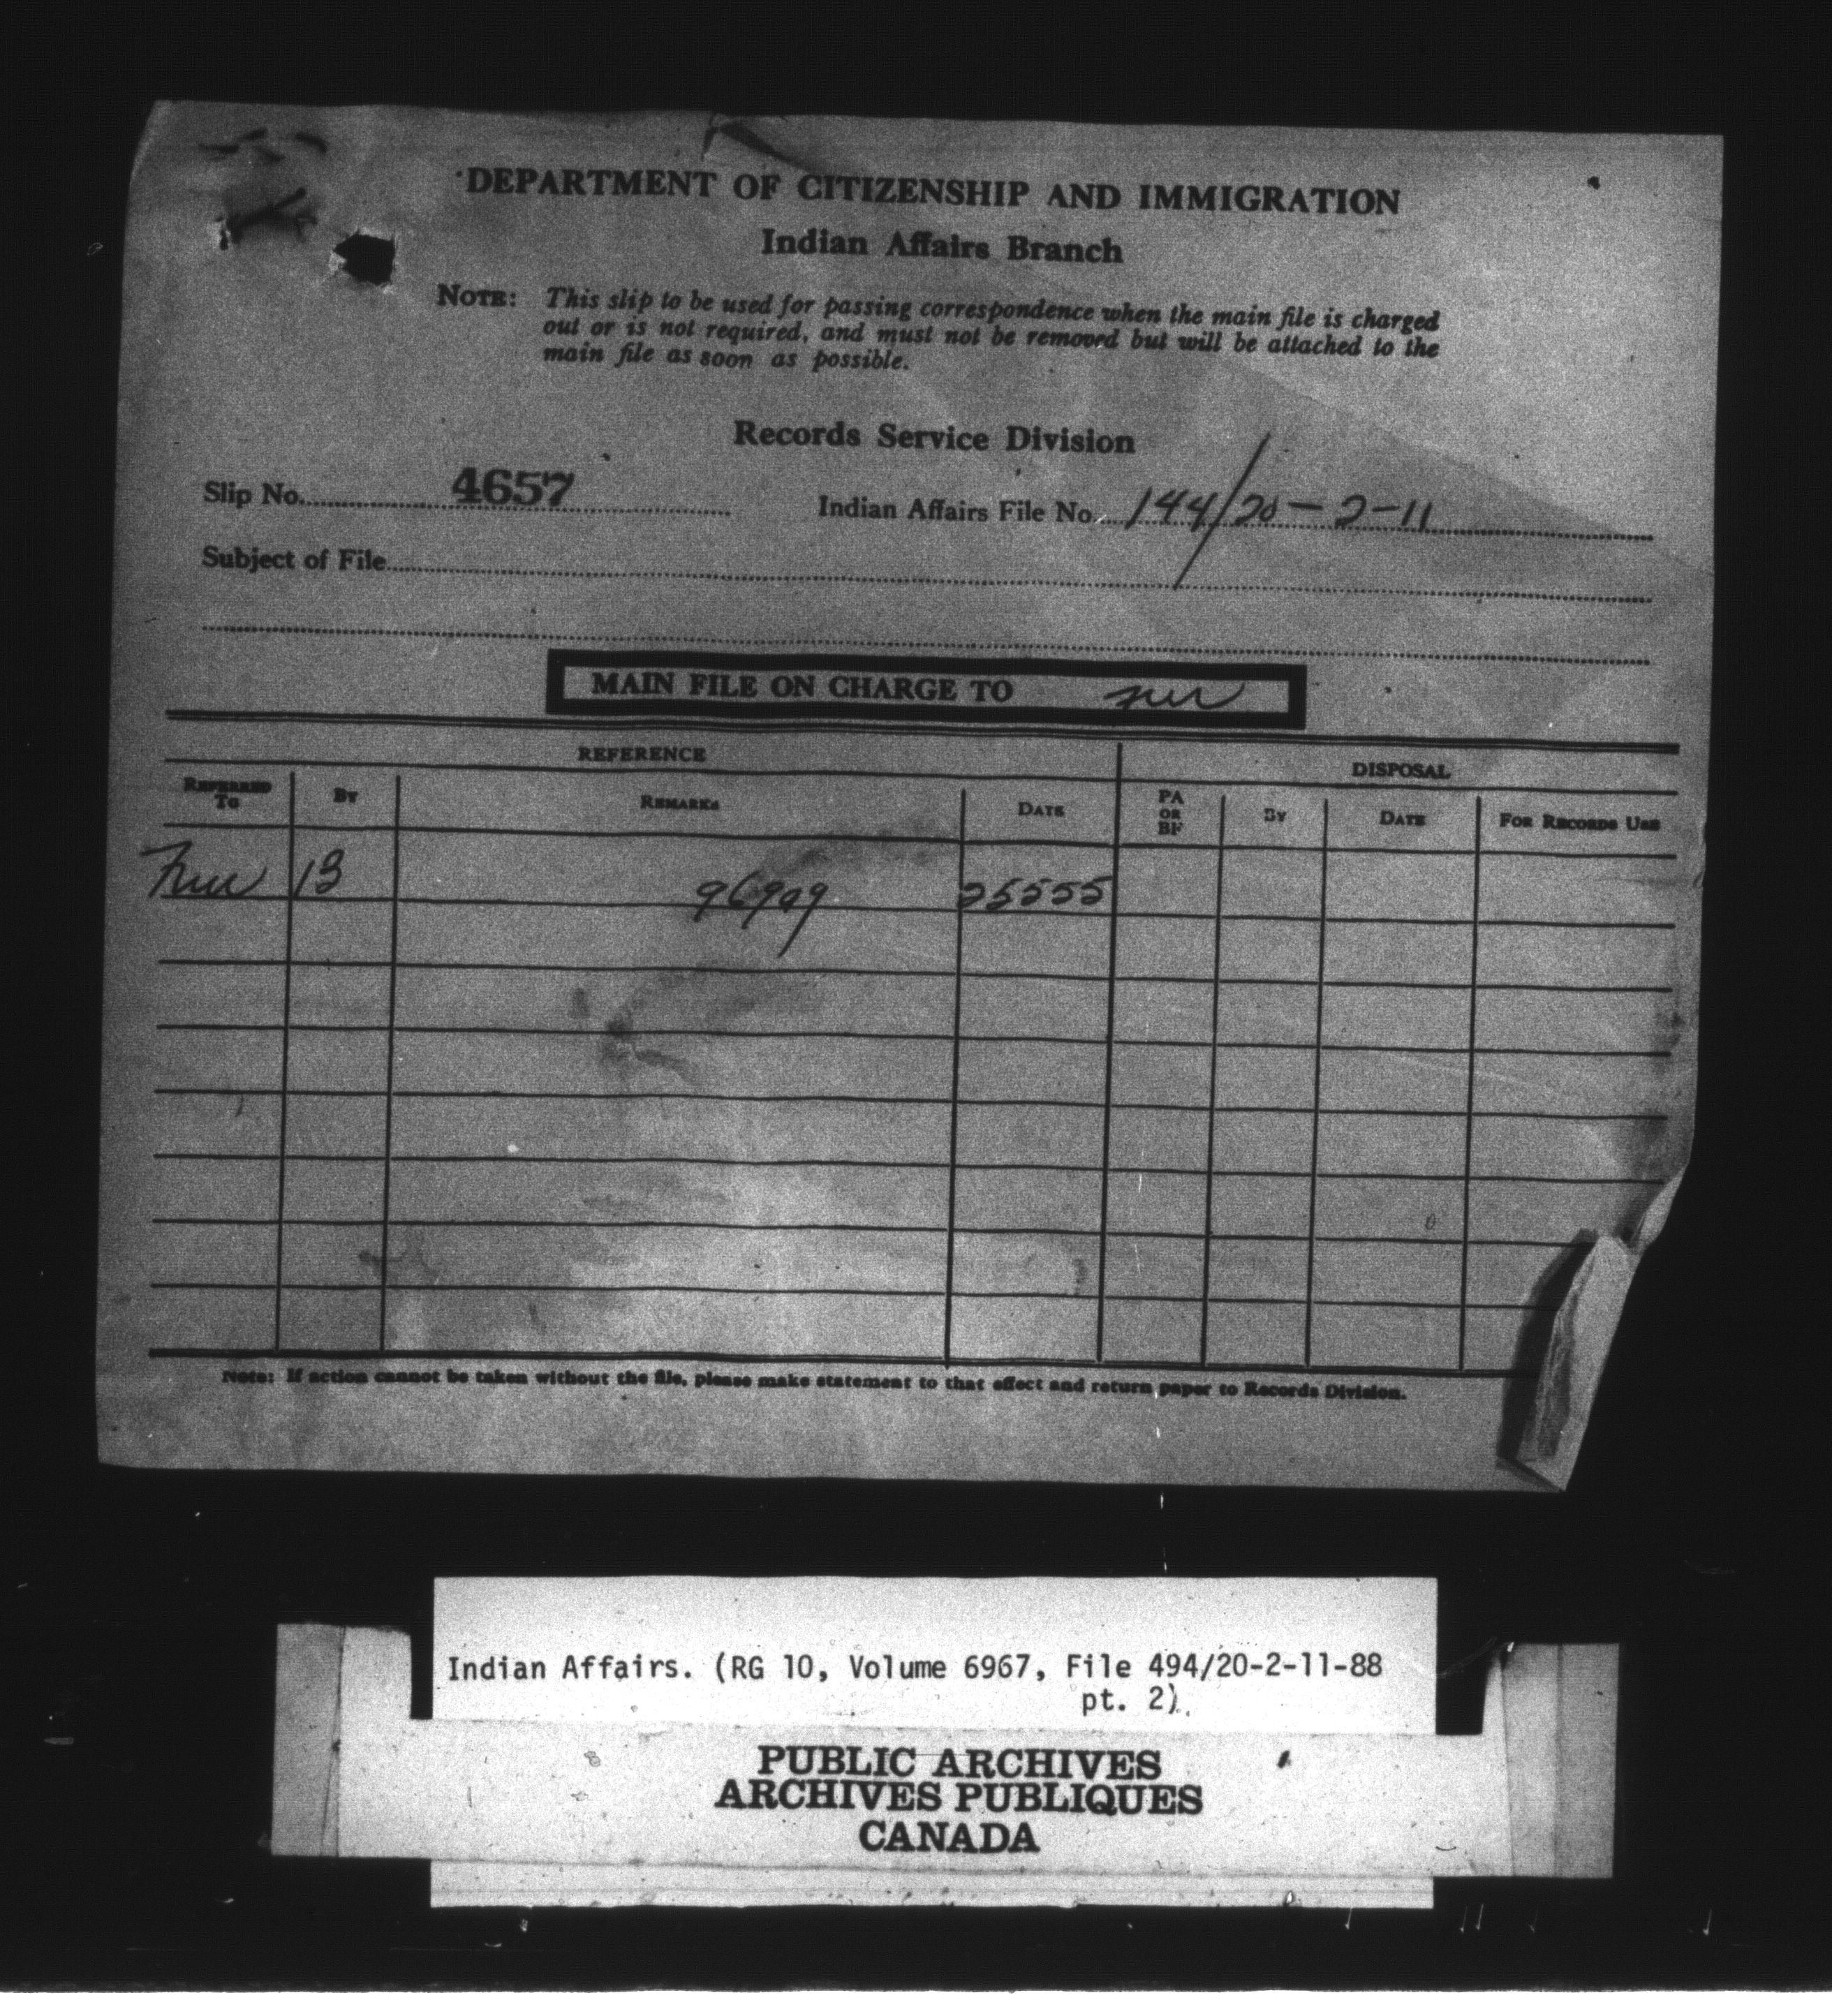 DEPARTMENT OF CITIZENSHIP AND IMMIGRATION
Indian Affairs Branch
NOTE: This slip to be used for passing correspondence when the main file is charged
out or is not required, and must not be removed but will be attached to the
main file as soon as possible.
Records Service Division
Slip No. 4657 Indian Affairs File No. 144/20-2-11
Subject of File
MAIN FILE ON CHARGE TO
REFERENCE DISPOSAL
REFERRED TO BY REMARKS DATE PA OR BF BY DATE FOR RECORDS USE
96909 25555
Note: If action cannot be taken without the file, please make statement to that effect and return paper to Records Division.
Indian Affairs. (RG 10, Volume 6967, File 494/20-2-11-88
pt. 2).
PUBLIC ARCHIVES
ARCHIVES PUBLIQUES
CANADA